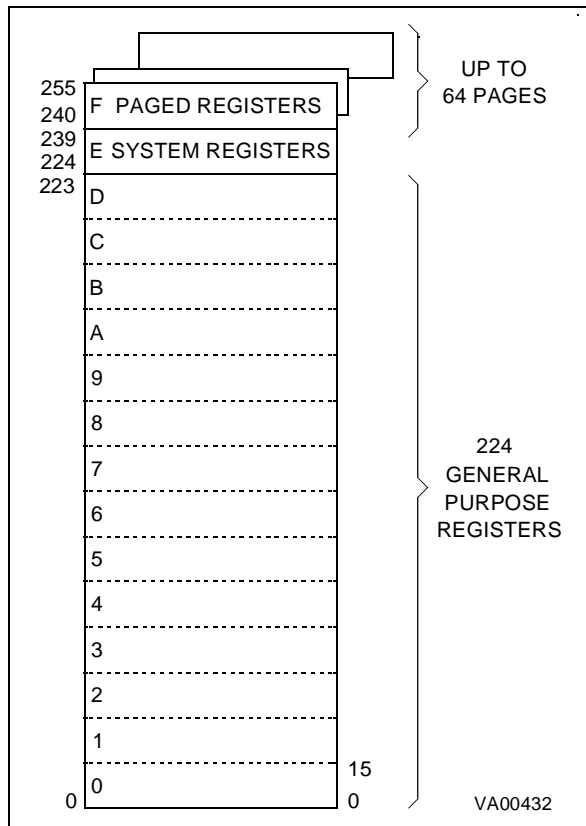 255
240
F PAGED REGISTERS
UP TO
64 PAGES
239
224
E SYSTEM REGISTERS
223
D
C
B
A
9
8
7
6
5
4
3
2
1
0
0
15
0
224
GENERAL
PURPOSE
REGISTERS
VA00432